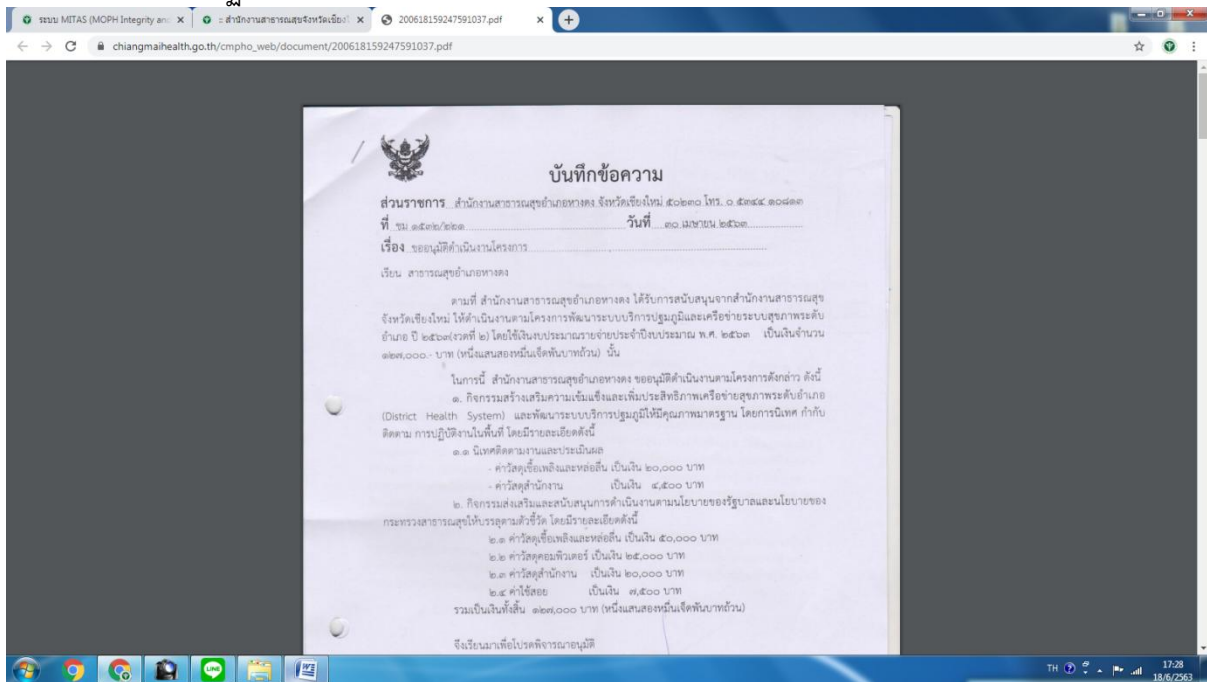 ระบบ MITAS (MOPH Integrity an
:: สำนักงานสาธารณสุขจังหวัดเชียงใ
200618159247591037.pdf
chiangmaihealth.go.th/cmpho_web/document/200618159247591037.pdf
บันทึกข้อความ
ส่วนราชการ สำนักงานสาธารณสุขอำเภอหางดง จังหวัดเชียงใหม่ ๕๐๒๓๐ โทร. ๐ ๕๓๔๔ ๑๐๘๑๓
ที่ ชม ๑๕๓๒/๒๒๑ วันที่ ๓๐ เมษายน ๒๕๖๓
เรื่อง ขออนุมัติดำเนินงานโครงการ
เรียน สาธารณสุขอำเภอหางดง
ตามที่ สำนักงานสาธารณสุขอำเภอหางดง ได้รับการสนับสนุนจากสำนักงานสาธารณสุข
จังหวัดเชียงใหม่ ให้ดำเนินงานตามโครงการพัฒนาระบบบริการปฐมภูมิและเครือข่ายระบบสุขภาพระดับ
อำเภอ ปี ๒๕๖๓(งวดที่ ๒) โดยใช้เงินงบประมาณรายจ่ายประจำปีงบประมาณ พ.ศ. ๒๕๖๓ เป็นเงินจำนวน
๑๒๗,๐๐๐.- บาท (หนึ่งแสนสองหมื่นเจ็ดพันบาทถ้วน) นั้น
ในการนี้ สำนักงานสาธารณสุขอำเภอหางดง ขออนุมัติดำเนินงานตามโครงการดังกล่าว ดังนี้
๑. กิจกรรมสร้างเสริมความเข้มแข็งและเพิ่มประสิทธิภาพเครือข่ายสุขภาพระดับอำเภอ
(District Health System) และพัฒนาระบบบริการปฐมภูมิให้มีคุณภาพมาตรฐาน โดยการนิเทศ กำกับ
ติดตาม การปฏิบัติงานในพื้นที่ โดยมีรายละเอียดดังนี้
๑.๑ นิเทศติดตามงานและประเมินผล
- ค่าวัสดุเชื้อเพลิงและหล่อลื่น เป็นเงิน ๒๐,๐๐๐ บาท
- ค่าวัสดุสำนักงาน เป็นเงิน ๔,๕๐๐ บาท
๒. กิจกรรมส่งเสริมและสนับสนุนการดำเนินงานตามนโยบายของรัฐบาลและนโยบายของ
กระทรวงสาธารณสุขให้บรรลุตามตัวชี้วัด โดยมีรายละเอียดดังนี้
๒.๑ ค่าวัสดุเชื้อเพลิงและหล่อลื่น เป็นเงิน ๕๐,๐๐๐ บาท
๒.๒ ค่าวัสดุคอมพิวเตอร์ เป็นเงิน ๒๕,๐๐๐ บาท
๒.๓ ค่าวัสดุสำนักงาน เป็นเงิน ๒๐,๐๐๐ บาท
๒.๔ ค่าใช้สอย เป็นเงิน ๗,๕๐๐ บาท
รวมเป็นเงินทั้งสิ้น ๑๒๗,๐๐๐ บาท (หนึ่งแสนสองหมื่นเจ็ดพันบาทถ้วน)
จึงเรียนมาเพื่อโปรดพิจารณาอนุมัติ
TH
17:28
18/6/2563